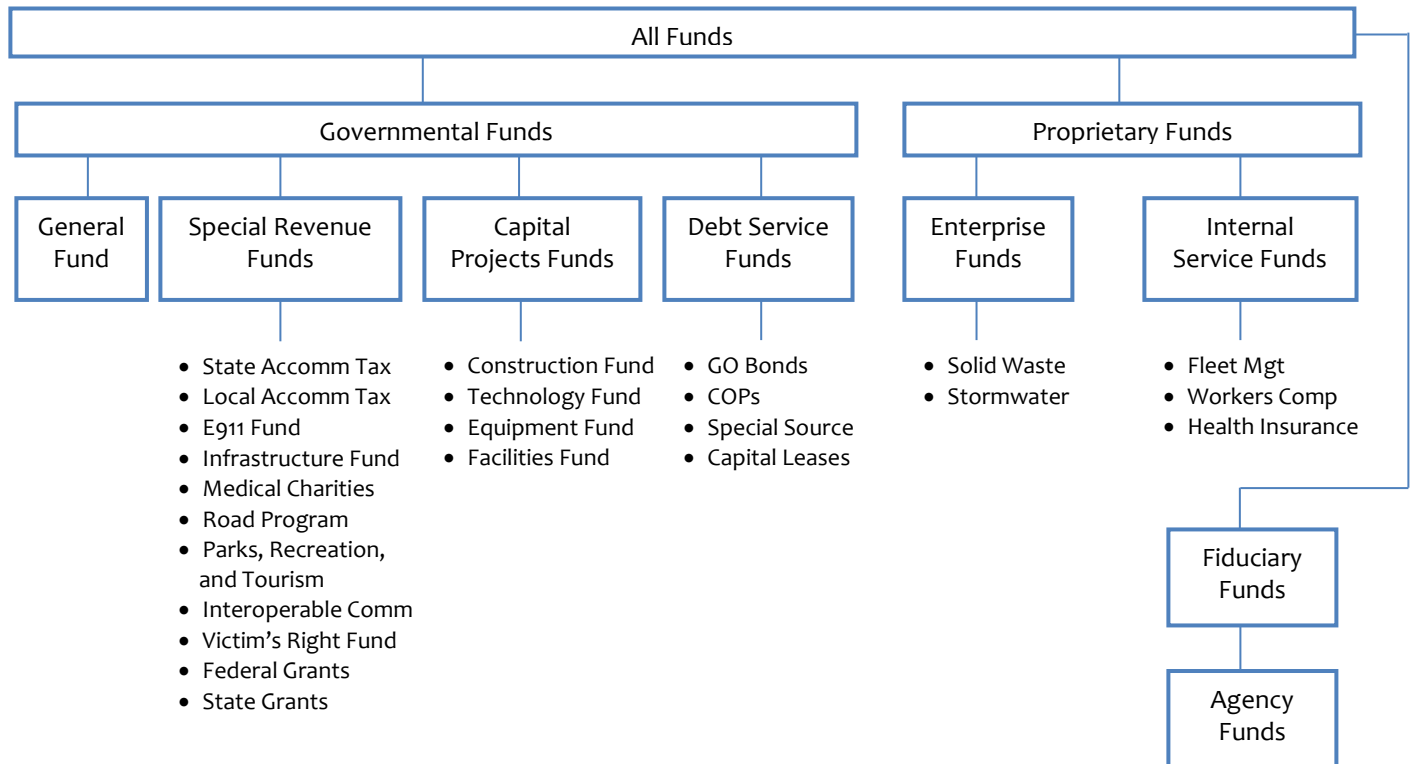 All Funds
Governmental Funds
Proprietary Funds
General
Fund
Special Revenue
Funds
Capital
Projects Funds
Debt Service
Funds
Enterprise
Funds
Internal
Service Funds
• State Accomm Tax
• Local Accomm Tax
• E911 Fund
• Infrastructure Fund
• Medical Charities
• Road Program
• Parks, Recreation,
and Tourism
• Interoperable Comm
• Victim’s Right Fund
• Federal Grants
• State Grants
• Construction Fund
• Technology Fund
• Equipment Fund
• Facilities Fund
• GO Bonds
• COPs
• Special Source
• Capital Leases
• Solid Waste
• Stormwater
• Fleet Mgt
• Workers Comp
• Health Insurance
Fiduciary
Funds
Agency
Funds